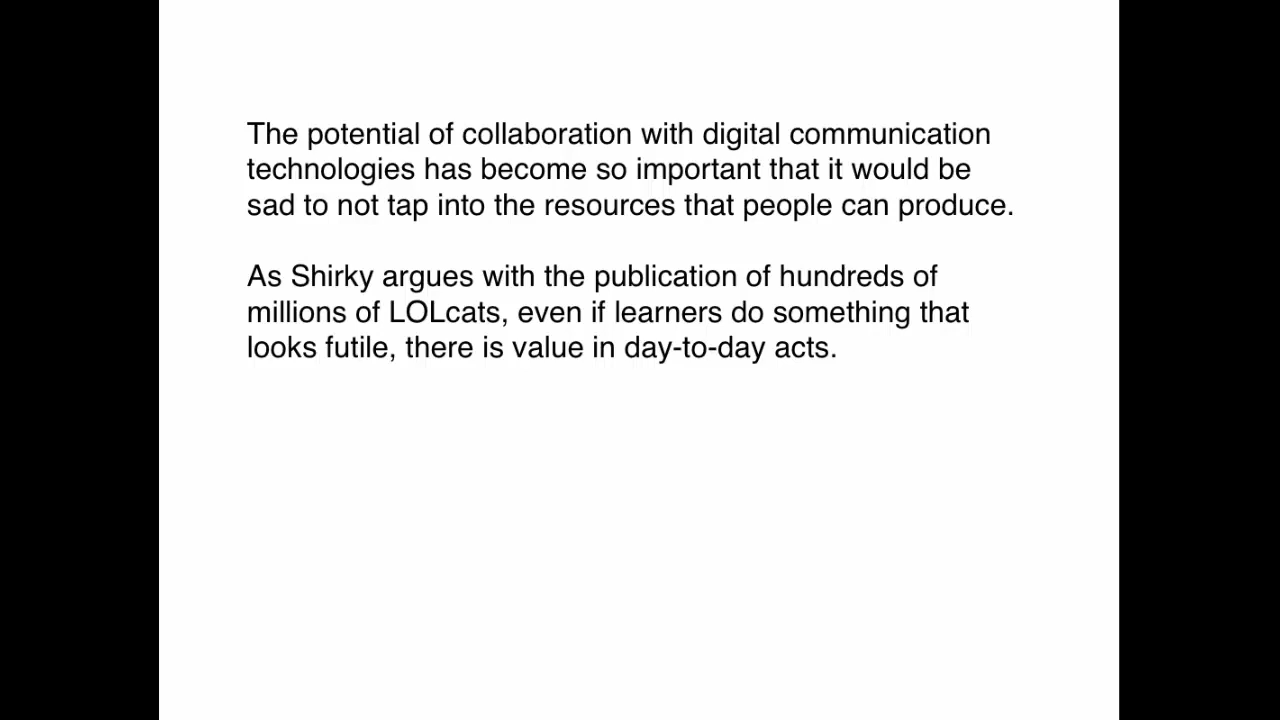 The potential of collaboration with digital communication
technologies has become so important that it would be
sad to not tap into the resources that people can produce.
As Shirky argues with the publication of hundreds of
millions of LOLcats, even if learners do something that
looks futile, there is value in day-to-day acts.